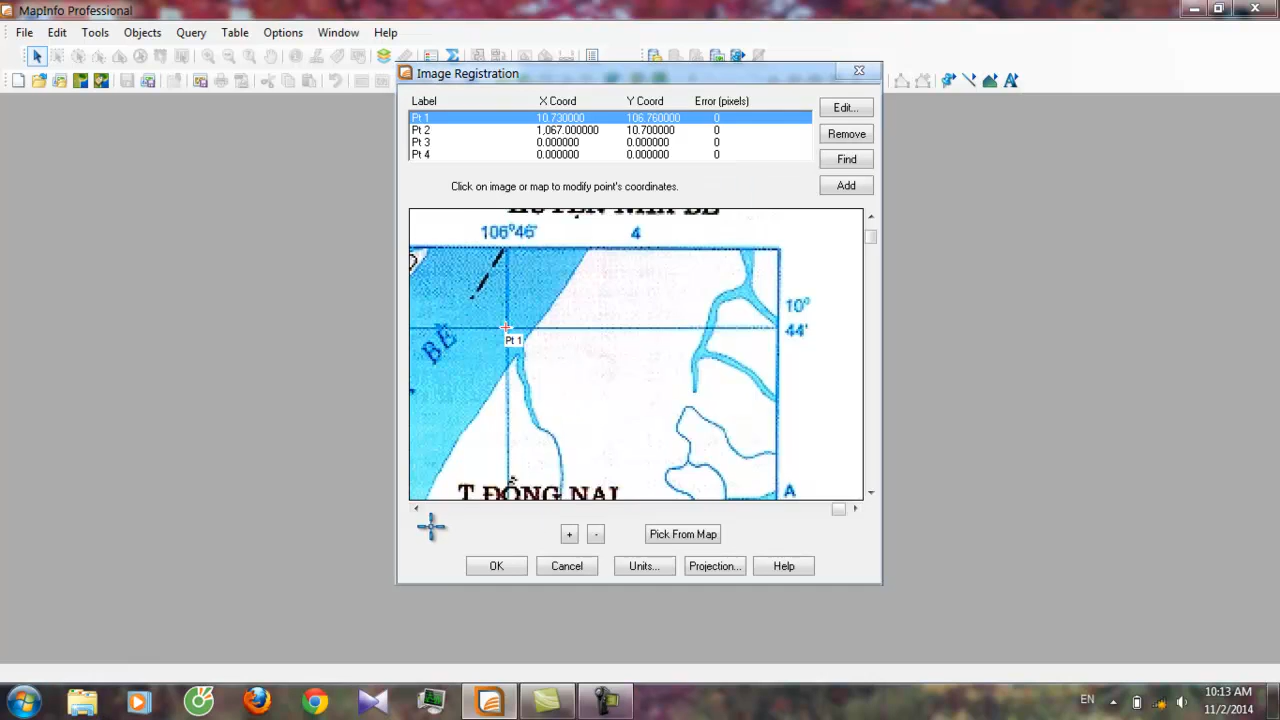 MapInfo Professional
File Edit Tools Objects Query Table Options Window Help
Image Registration
Label X Coord Y Coord Error (pixels)
Pt 1 10.730000 106.760000 0
Pt 2 1,067.000000 10.700000 0
Pt 3 0.000000 0.000000 0
Pt 4 0.000000 0.000000 0
Edit...
Remove
Find
Add
Click on image or map to modify point's coordinates.
HUYỆN NHÀ BÈ
106°46' 4
10°
44'
BÈ
Pt 1
A
T ĐỒNG NAI
+ - Pick From Map
OK Cancel Units... Projection... Help
EN
10:13 AM
11/2/2014